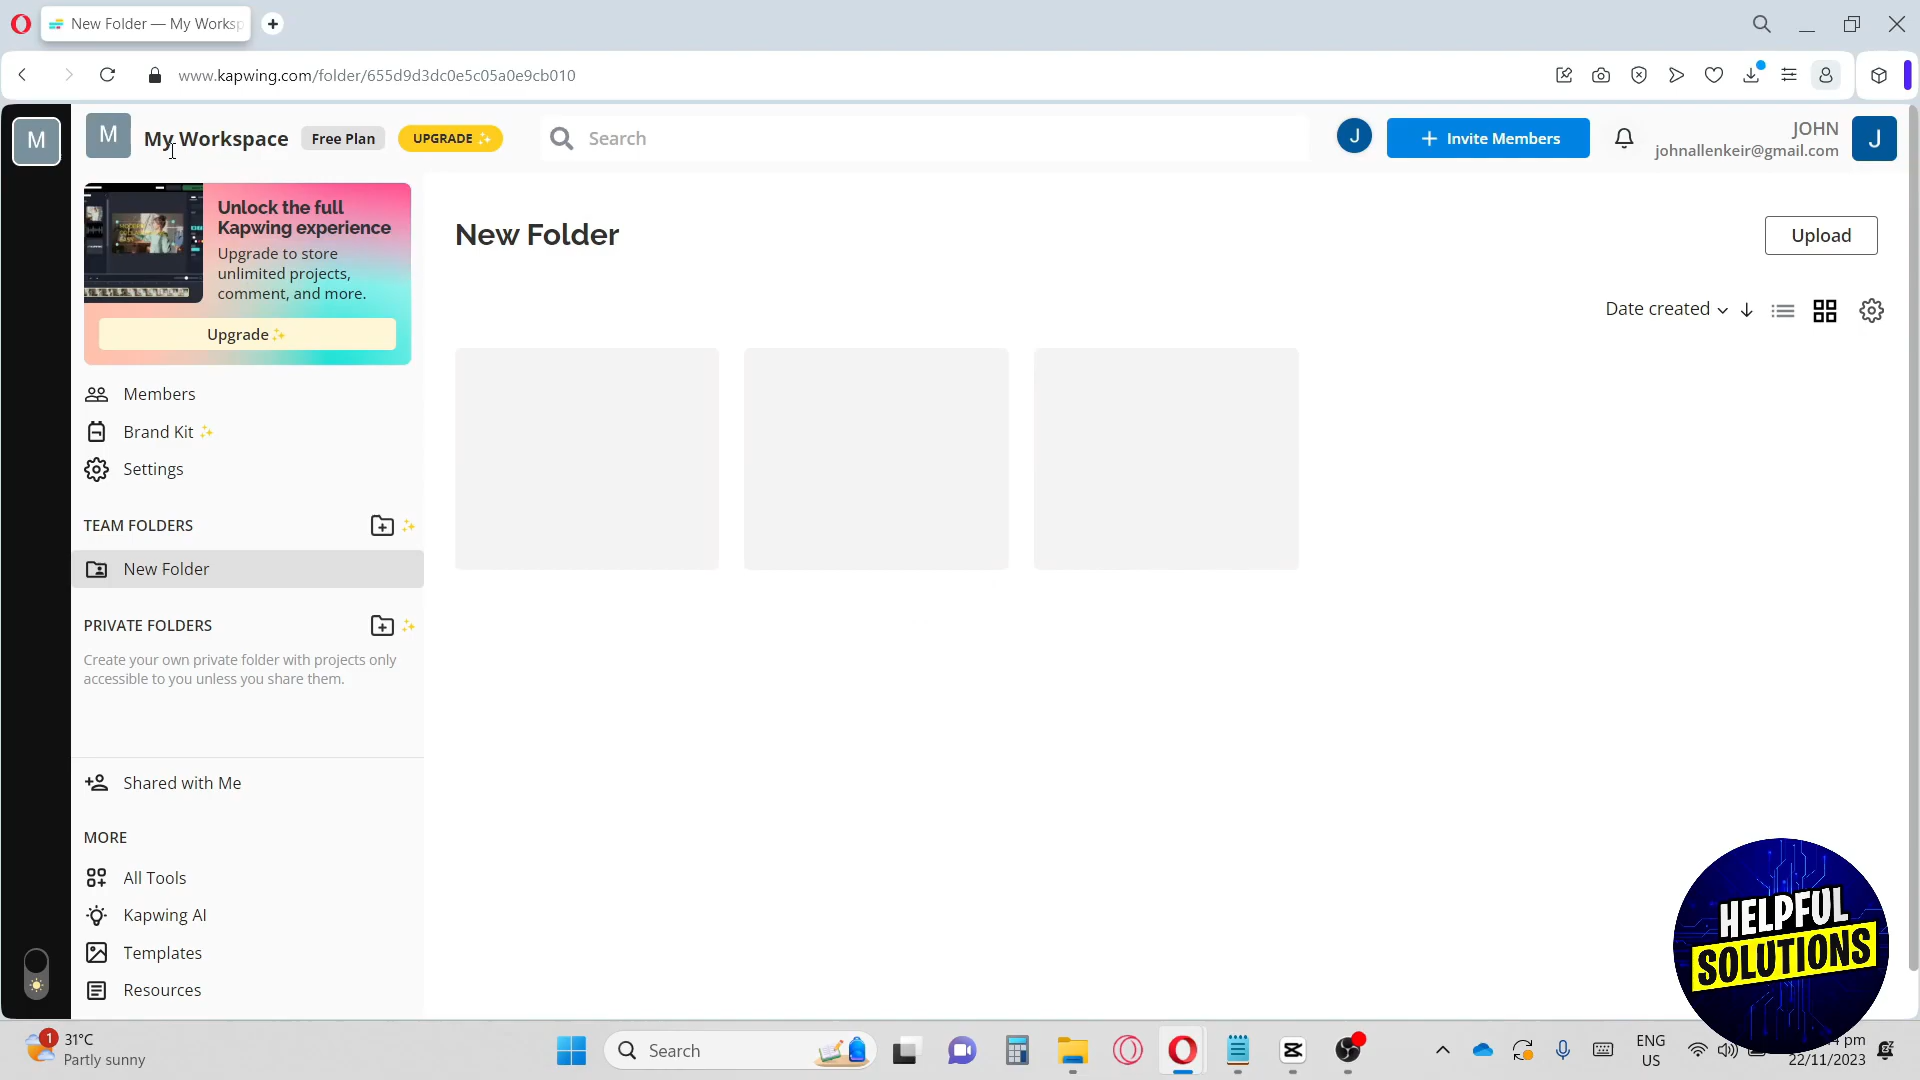 New Folder — My Worksp
www.kapwing.com/folder/655d9d3dc0e5c05a0e9cb010
M
M
My Workspace
Free Plan
UPGRADE
Search
J
Invite Members
JOHN
johnallenkeir@gmail.com
J
Unlock the full
Kapwing experience
Upgrade to store
unlimited projects,
comment, and more.
Upgrade
New Folder
Upload
Date created
Members
Brand Kit
Settings
TEAM FOLDERS
New Folder
PRIVATE FOLDERS
Create your own private folder with projects only
accessible to you unless you share them.
Shared with Me
MORE
All Tools
Kapwing AI
Templates
Resources
HELPFUL
SOLUTIONS
1
31°C
Partly sunny
Search
ENG
US
pm
22/11/2023